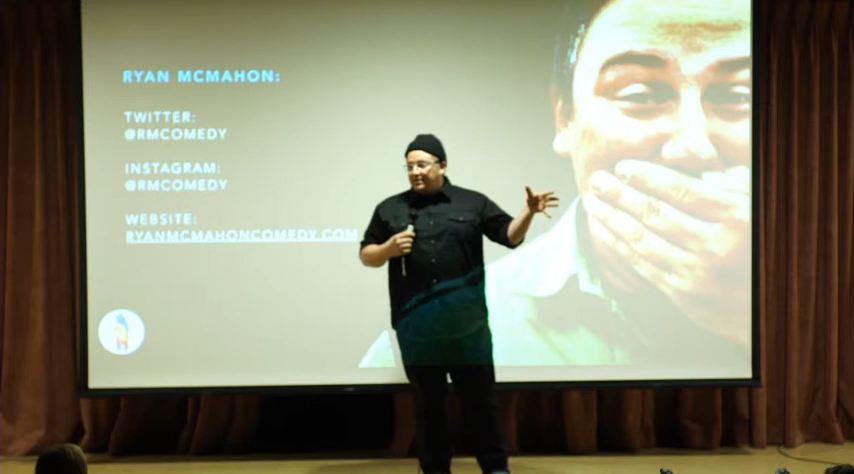 RYAN MCMAHON:
TWITTER:
@RMCOMEDY
INSTAGRAM:
@RMCOMEDY
WEBSITE:
RYANMCMAHONCOMEDY.COM